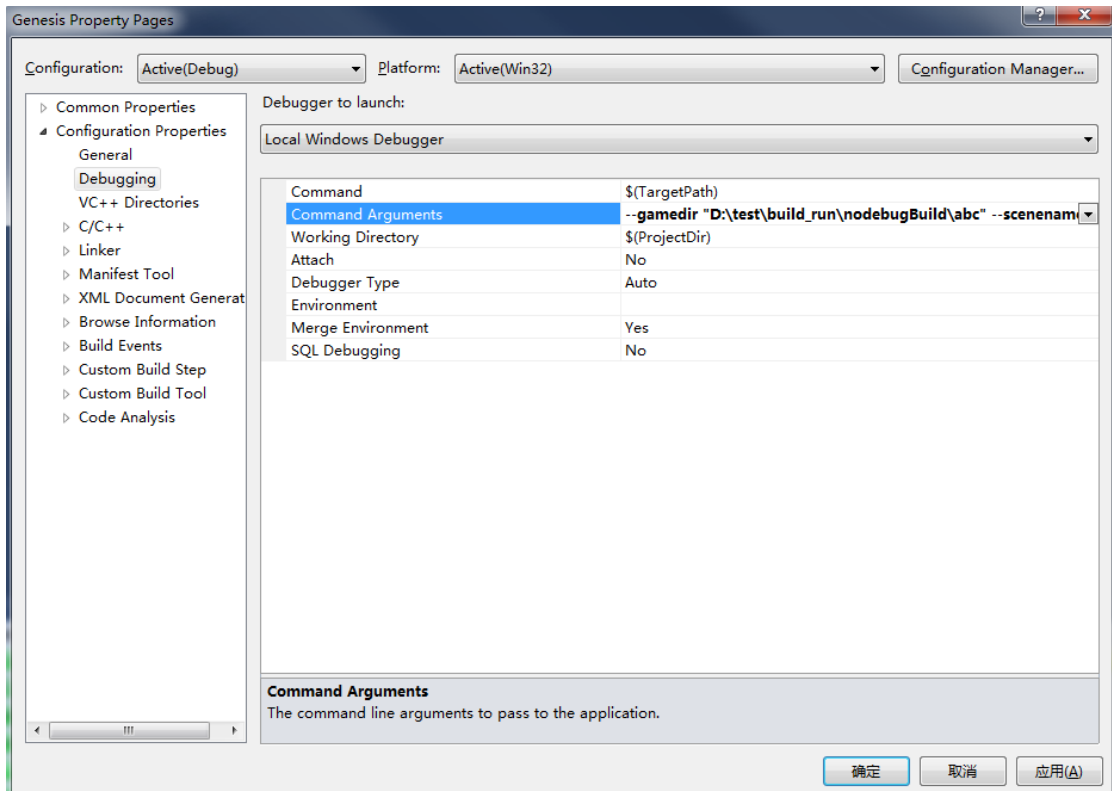 Genesis Property Pages
Configuration: Active(Debug) Platform: Active(Win32) Configuration Manager...
Common Properties
Configuration Properties
General
Debugging
VC++ Directories
C/C++
Linker
Manifest Tool
XML Document Generat
Browse Information
Build Events
Custom Build Step
Custom Build Tool
Code Analysis
Debugger to launch:
Local Windows Debugger
Command $(TargetPath)
Command Arguments --gamedir "D:\test\build_run\nodebugBuild\abc" --scenename
Working Directory $(ProjectDir)
Attach No
Debugger Type Auto
Environment
Merge Environment Yes
SQL Debugging No
Command Arguments
The command line arguments to pass to the application.
确定 取消 应用(A)